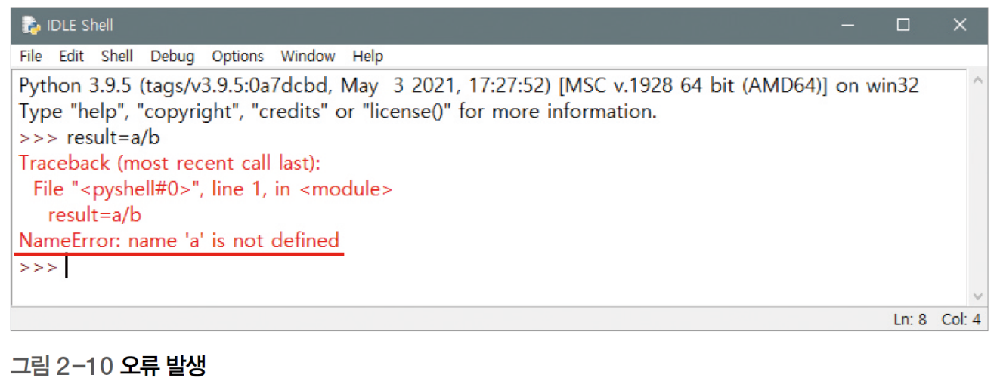 IDLE Shell
File Edit Shell Debug Options Window Help
Python 3.9.5 (tags/v3.9.5:0a7dcbd, May  3 2021, 17:27:52) [MSC v.1928 64 bit (AMD64)] on win32
Type "help", "copyright", "credits" or "license()" for more information.
>>> result=a/b
Traceback (most recent call last):
  File "<pyshell#0>", line 1, in <module>
    result=a/b
NameError: name 'a' is not defined
>>>
Ln: 8 Col: 4
그림 2-10 오류 발생